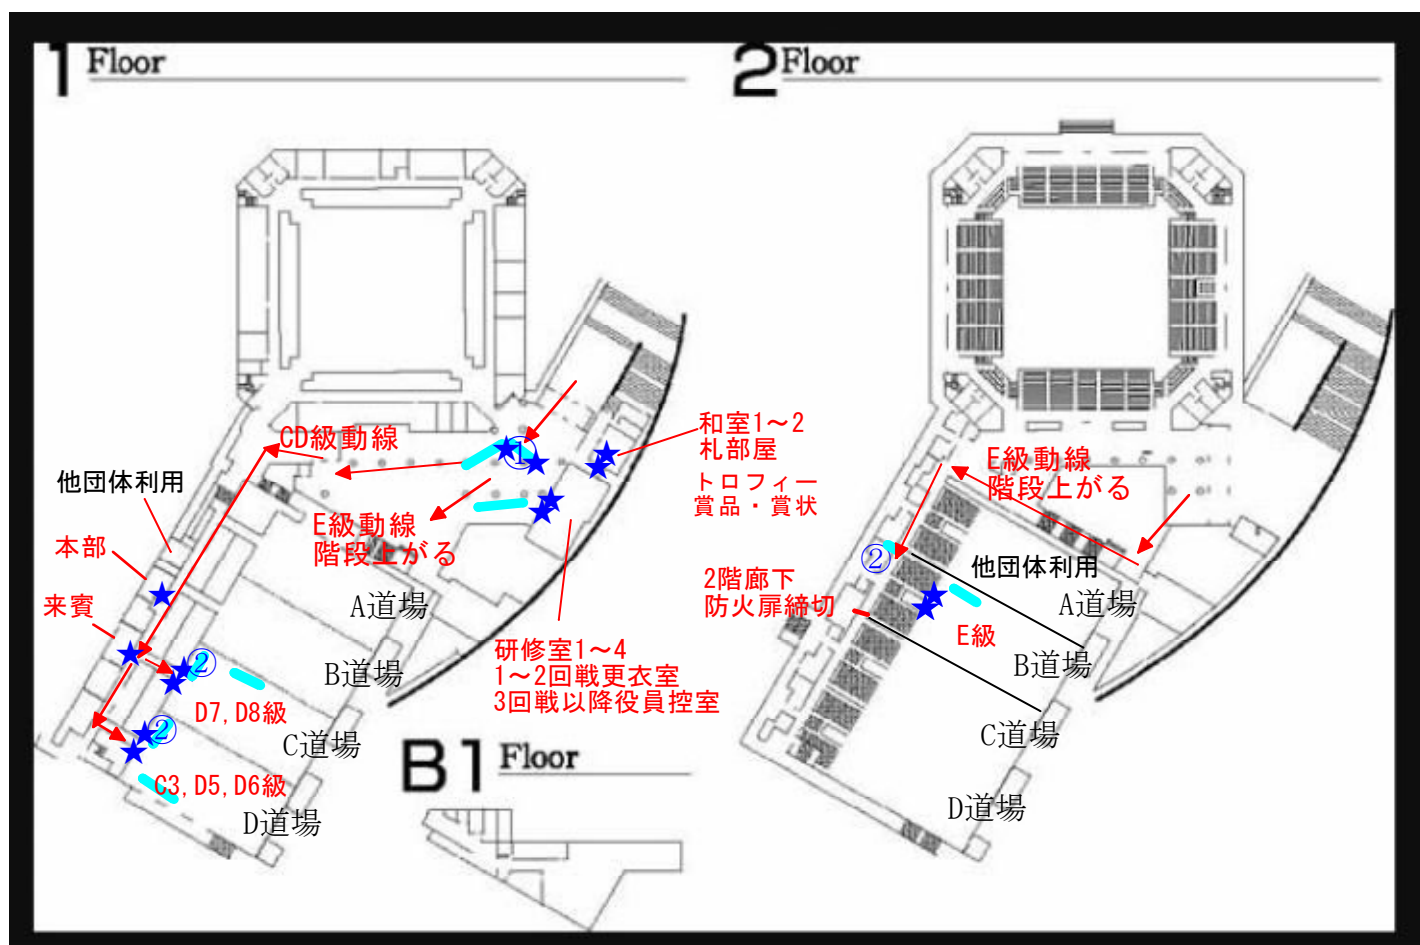 1 Floor
CD級動線
他団体利用
本部
来賓
①
E級動線
階段上がる
和室1～2
札部屋
トロフィー
賞品・賞状
A道場
B道場
C道場
D道場
②
D7,D8級
②
C3,D5,D6級
研修室1～4
1～2回戦更衣室
3回戦以降役員控室
B1 Floor
2 Floor
E級動線
階段上がる
②
他団体利用
2階廊下
防火扉締切
E級
A道場
B道場
C道場
D道場